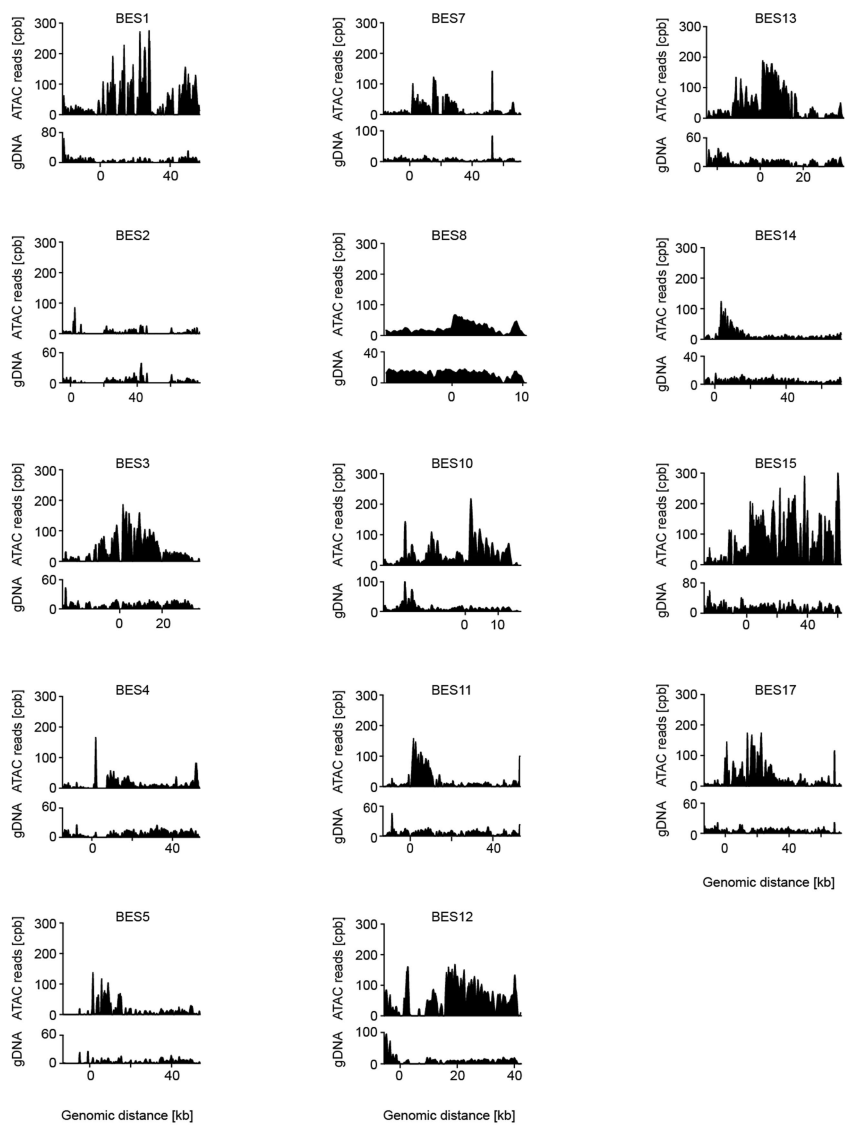 BES1
ATAC reads [cpb]
300
200
100
0
gDNA
80
0
0 40
BES7
ATAC reads [cpb]
300
200
100
0
gDNA
100
0
0 40
BES13
ATAC reads [cpb]
300
200
100
0
gDNA
60
0
0 20
BES2
ATAC reads [cpb]
300
200
100
0
gDNA
60
0
0 40
BES8
ATAC reads [cpb]
300
200
100
0
gDNA
40
0
0 10
BES14
ATAC reads [cpb]
300
200
100
0
gDNA
40
0
0 40
BES3
ATAC reads [cpb]
300
200
100
0
gDNA
60
0
0 20
BES10
ATAC reads [cpb]
300
200
100
0
gDNA
100
0
0 10
BES15
ATAC reads [cpb]
300
200
100
0
gDNA
80
0
0 40
BES4
ATAC reads [cpb]
300
200
100
0
gDNA
60
0
0 40
BES11
ATAC reads [cpb]
300
200
100
0
gDNA
60
0
0 40
BES17
ATAC reads [cpb]
300
200
100
0
gDNA
60
0
0 40
Genomic distance [kb]
BES5
ATAC reads [cpb]
300
200
100
0
gDNA
60
0
0 40
Genomic distance [kb]
BES12
ATAC reads [cpb]
300
200
100
0
gDNA
100
0
0 20 40
Genomic distance [kb]